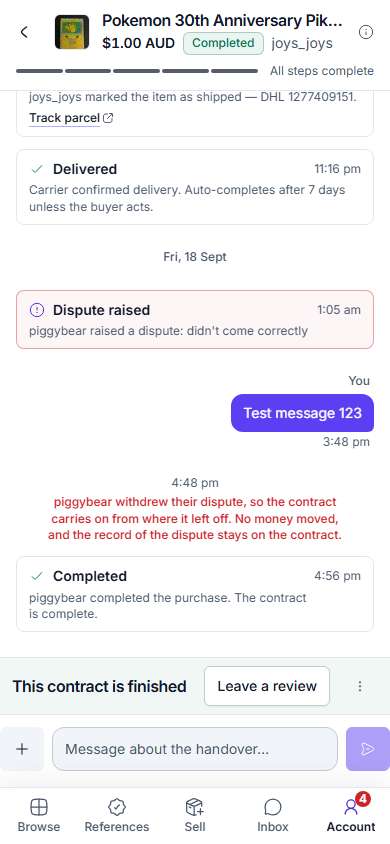 Pokemon 30th Anniversary Pik...
$1.00 AUD Completed joys_joys
All steps complete
joys_joys marked the item as shipped — DHL 1277409151.
Track parcel
Delivered 11:16 pm
Carrier confirmed delivery. Auto-completes after 7 days
unless the buyer acts.
Fri, 18 Sept
Dispute raised 1:05 am
piggybear raised a dispute: didn't come correctly
You
Test message 123
3:48 pm
4:48 pm
piggybear withdrew their dispute, so the contract
carries on from where it left off. No money moved,
and the record of the dispute stays on the contract.
Completed 4:56 pm
piggybear completed the purchase. The contract
is complete.
This contract is finished Leave a review
Message about the handover...
4
Browse References Sell Inbox Account